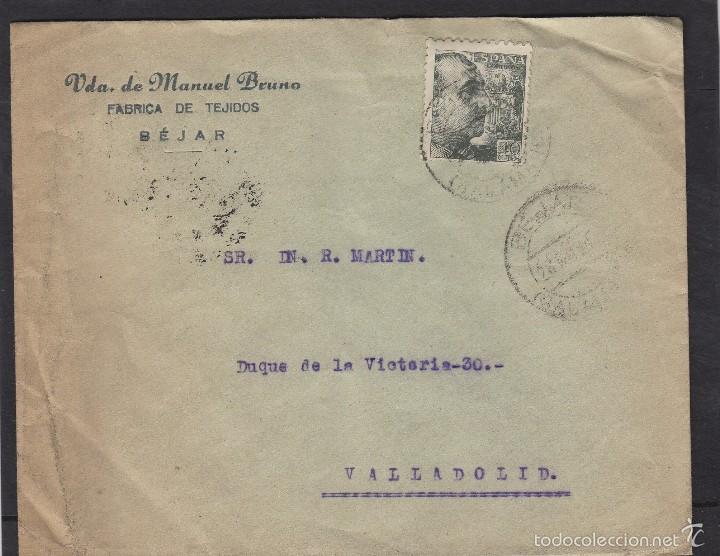 Vda. de Manuel Bruno
FABRICA DE TEJIDOS
BÉJAR
ESPAÑA
BEJAR
SR. DN. R. MARTIN.
Duque de la Victoria-30.-
VALLADOLID.
todocoleccion.net